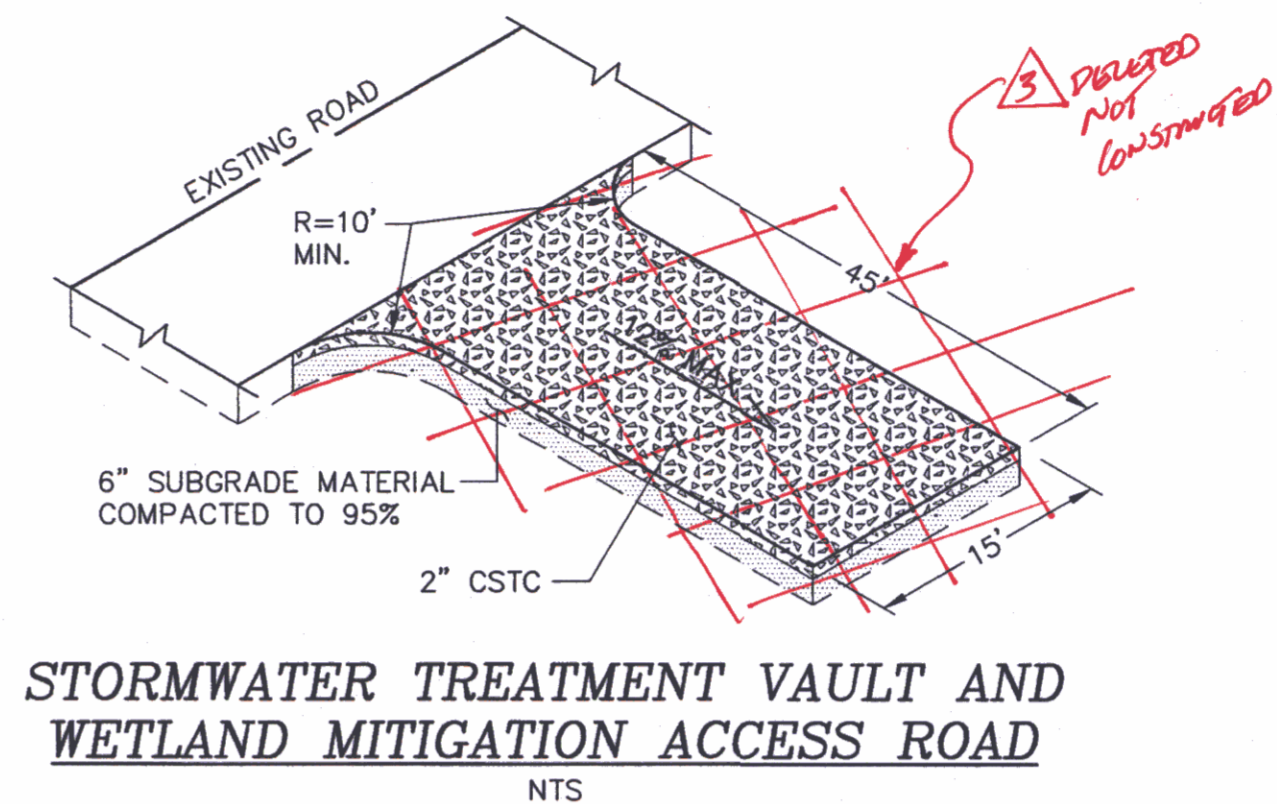 EXISTING ROAD
3 DELETED
NOT
CONSTRUCTED
R=10'
MIN.
45'
12% MAX
6" SUBGRADE MATERIAL
COMPACTED TO 95%
15'
2" CSTC
STORMWATER TREATMENT VAULT AND
WETLAND MITIGATION ACCESS ROAD
NTS